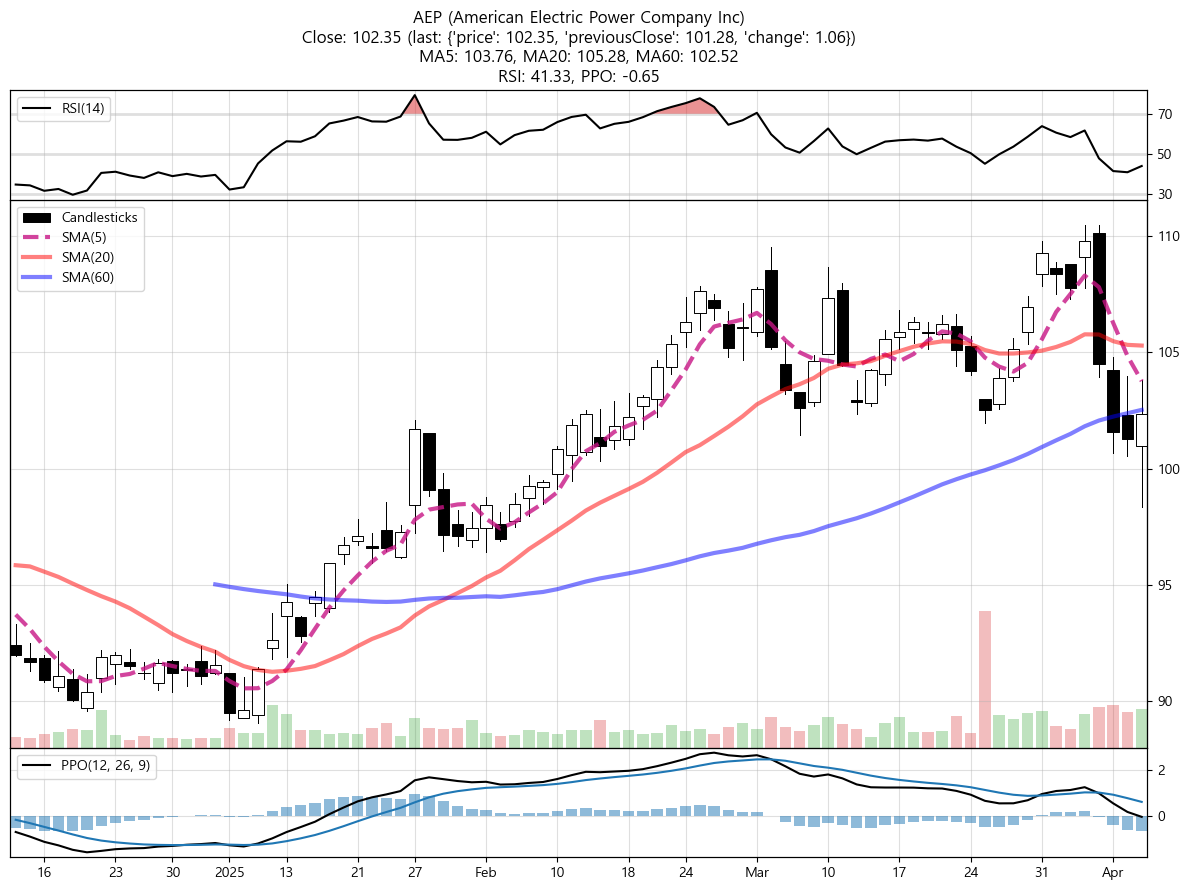 AEP (American Electric Power Company Inc)
Close: 102.35 (last: {'price': 102.35, 'previousClose': 101.28, 'change': 1.06})
MA5: 103.76, MA20: 105.28, MA60: 102.52
RSI: 41.33, PPO: -0.65
RSI(14)
70
50
30
Candlesticks
SMA(5)
SMA(20)
SMA(60)
110
105
100
95
90
PPO(12, 26, 9)
2
0
16 23 30 2025 13 21 27 Feb 10 18 24 Mar 10 17 24 31 Apr